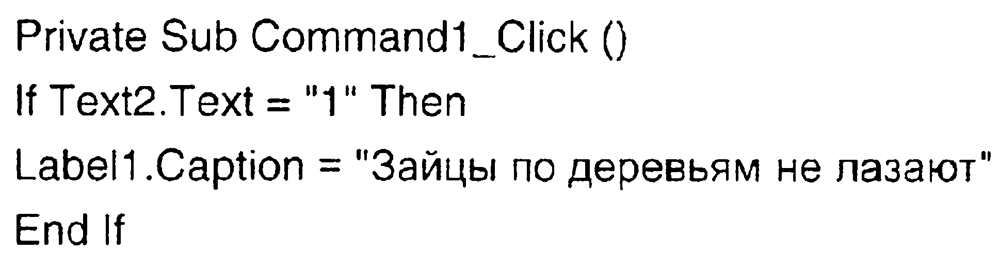 Private Sub Command1_Click ()
If Text2.Text = "1" Then
Label1.Caption = "Зайцы по деревьям не лазают"
End If